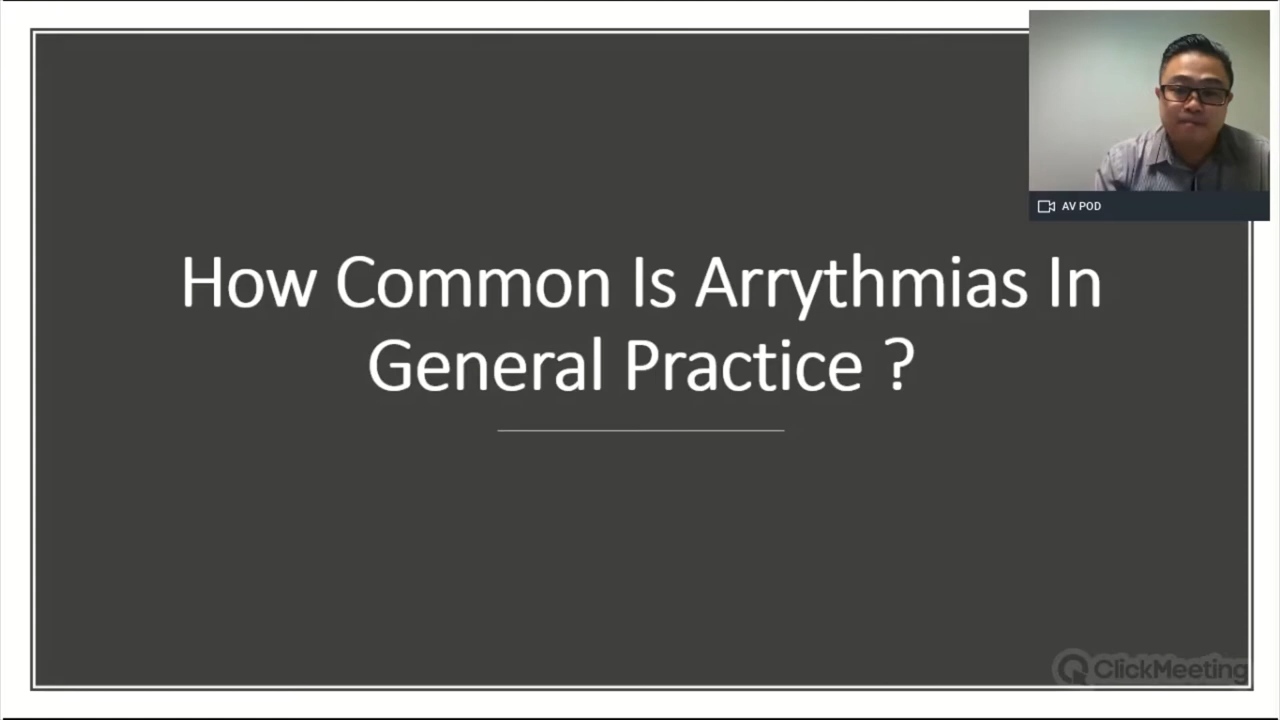 AV POD
How Common Is Arrythmias In
General Practice ?
ClickMeeting